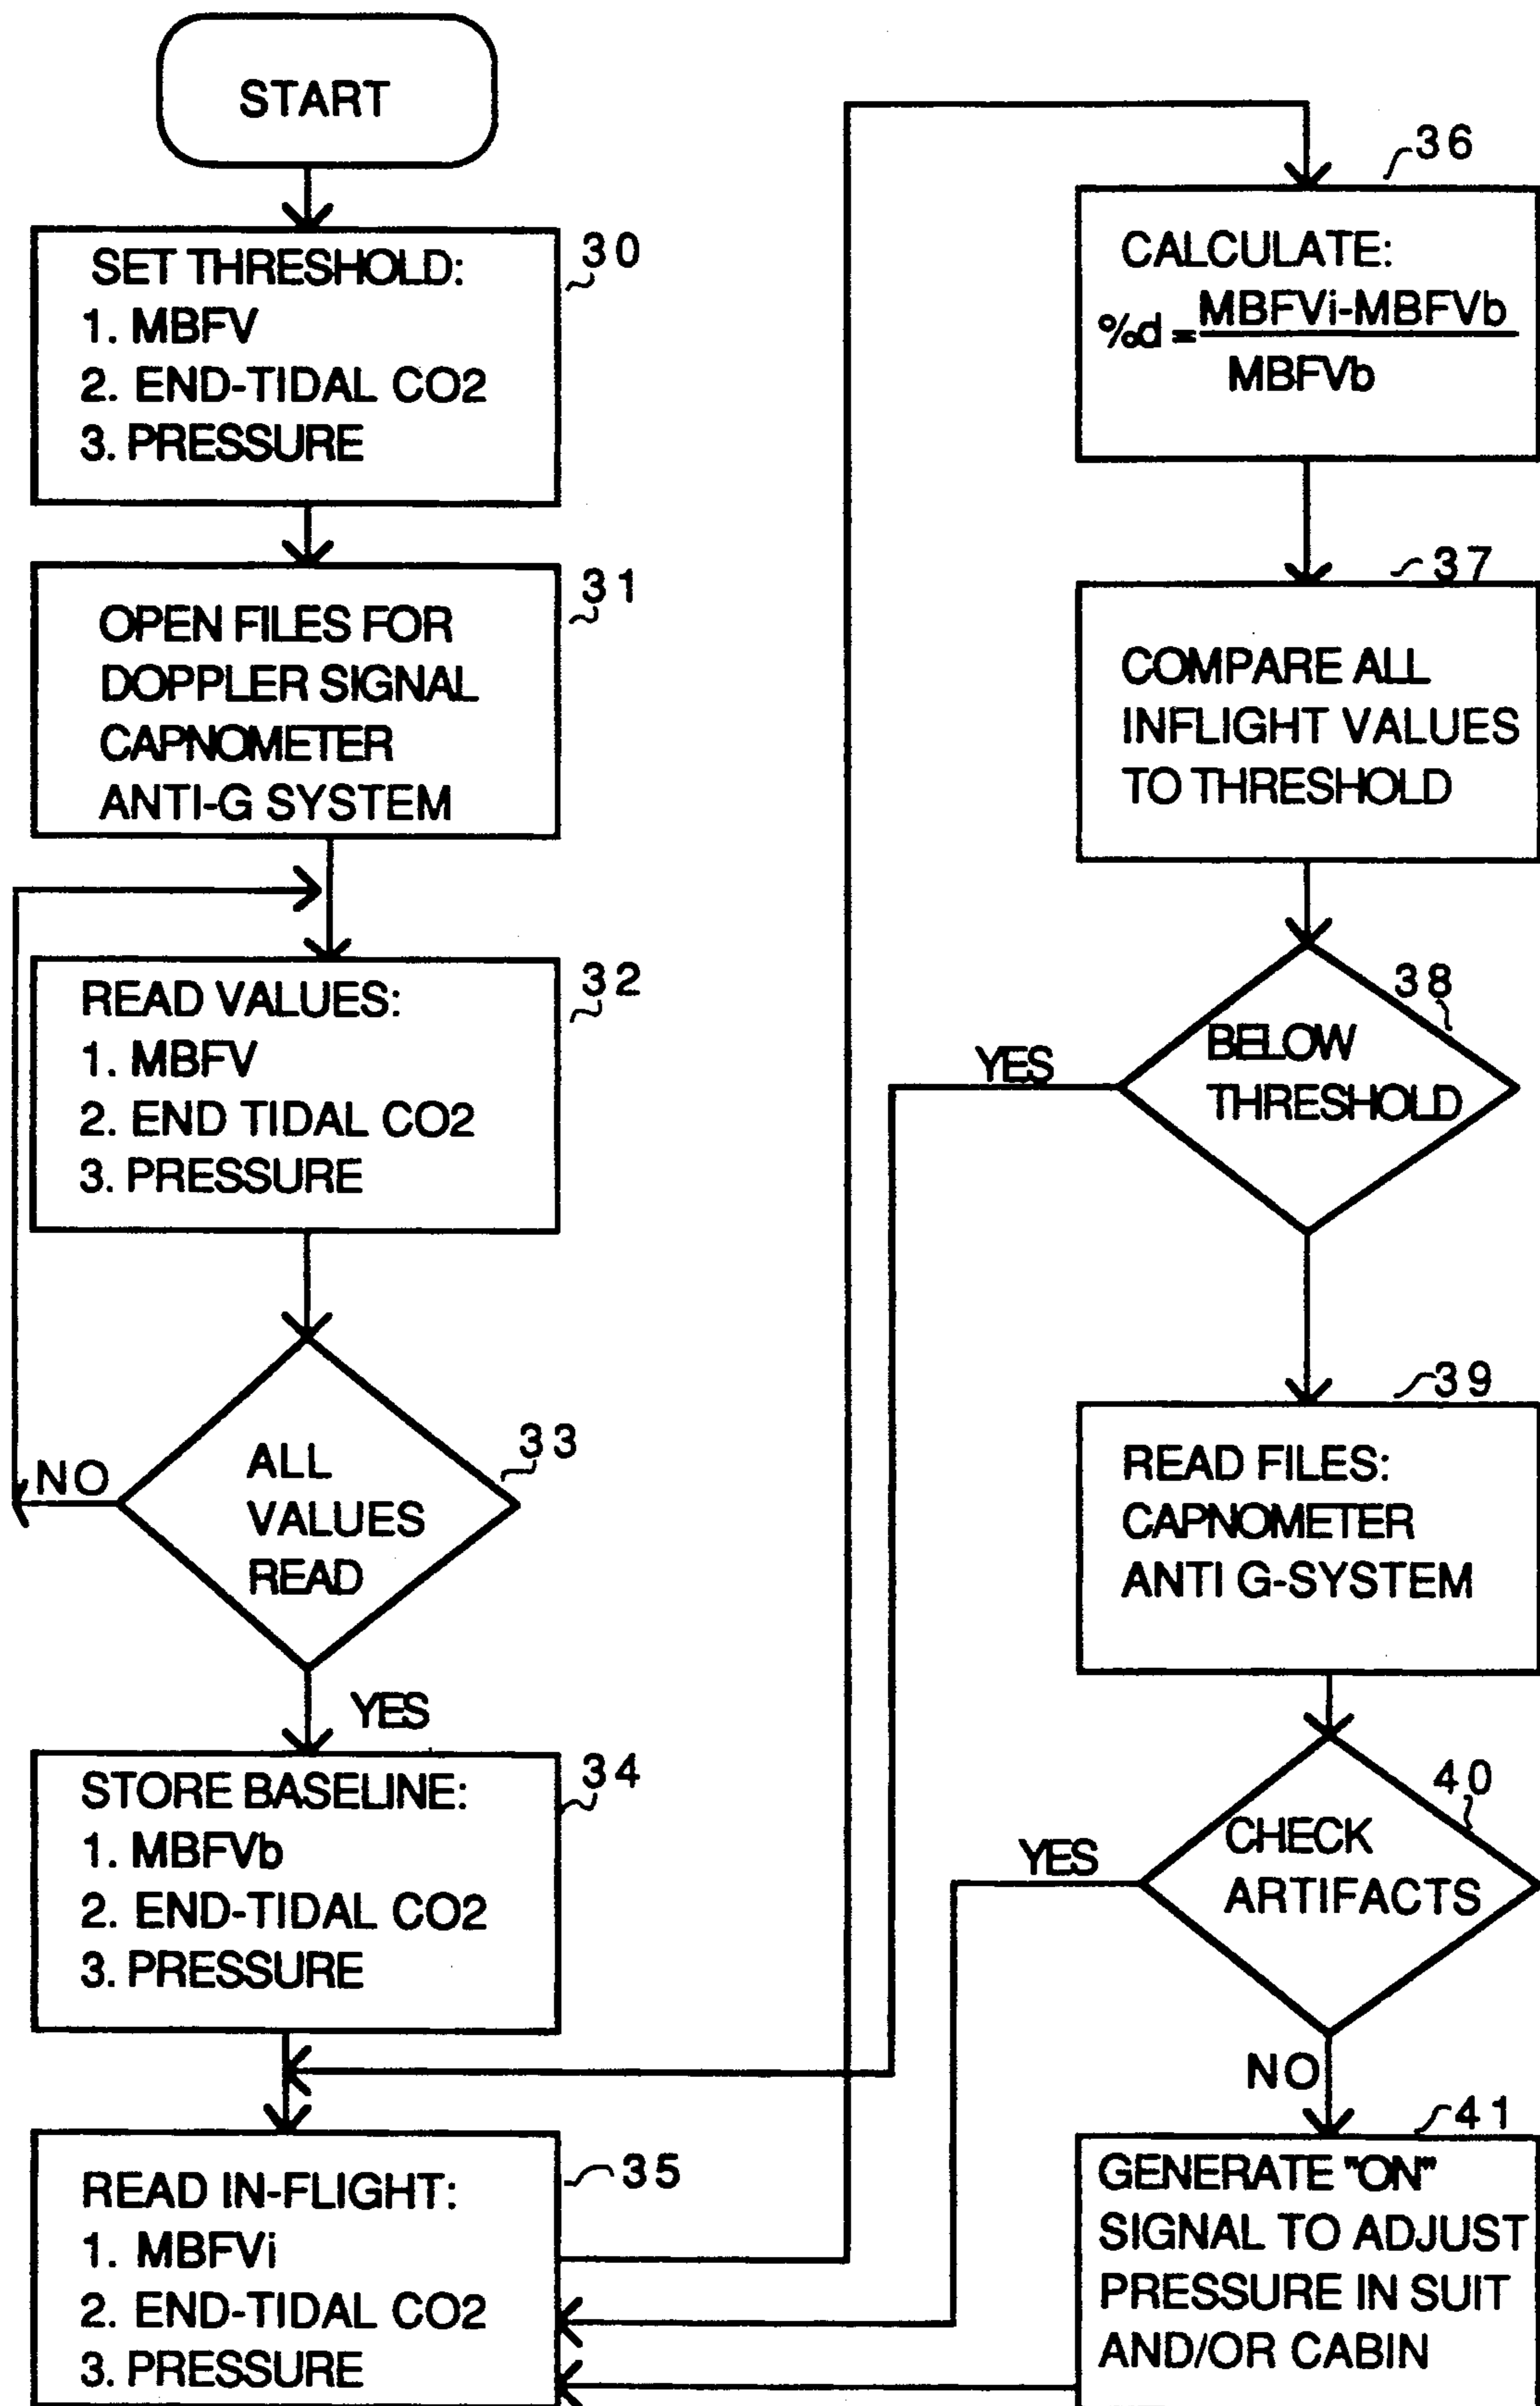 START
30
SET THRESHOLD:
1. MBFV
2. END-TIDAL CO2
3. PRESSURE
31
OPEN FILES FOR
DOPPLER SIGNAL
CAPNOMETER
ANTI-G SYSTEM
32
READ VALUES:
1. MBFV
2. END TIDAL CO2
3. PRESSURE
33
ALL
VALUES
READ
NO
YES
34
STORE BASELINE:
1. MBFVb
2. END-TIDAL CO2
3. PRESSURE
35
READ IN-FLIGHT:
1. MBFVi
2. END-TIDAL CO2
3. PRESSURE
36
CALCULATE:
%d = MBFVi-MBFVb
MBFVb
37
COMPARE ALL
INFLIGHT VALUES
TO THRESHOLD
38
BELOW
THRESHOLD
YES
39
READ FILES:
CAPNOMETER
ANTI G-SYSTEM
40
CHECK
ARTIFACTS
YES
NO
41
GENERATE "ON"
SIGNAL TO ADJUST
PRESSURE IN SUIT
AND/OR CABIN